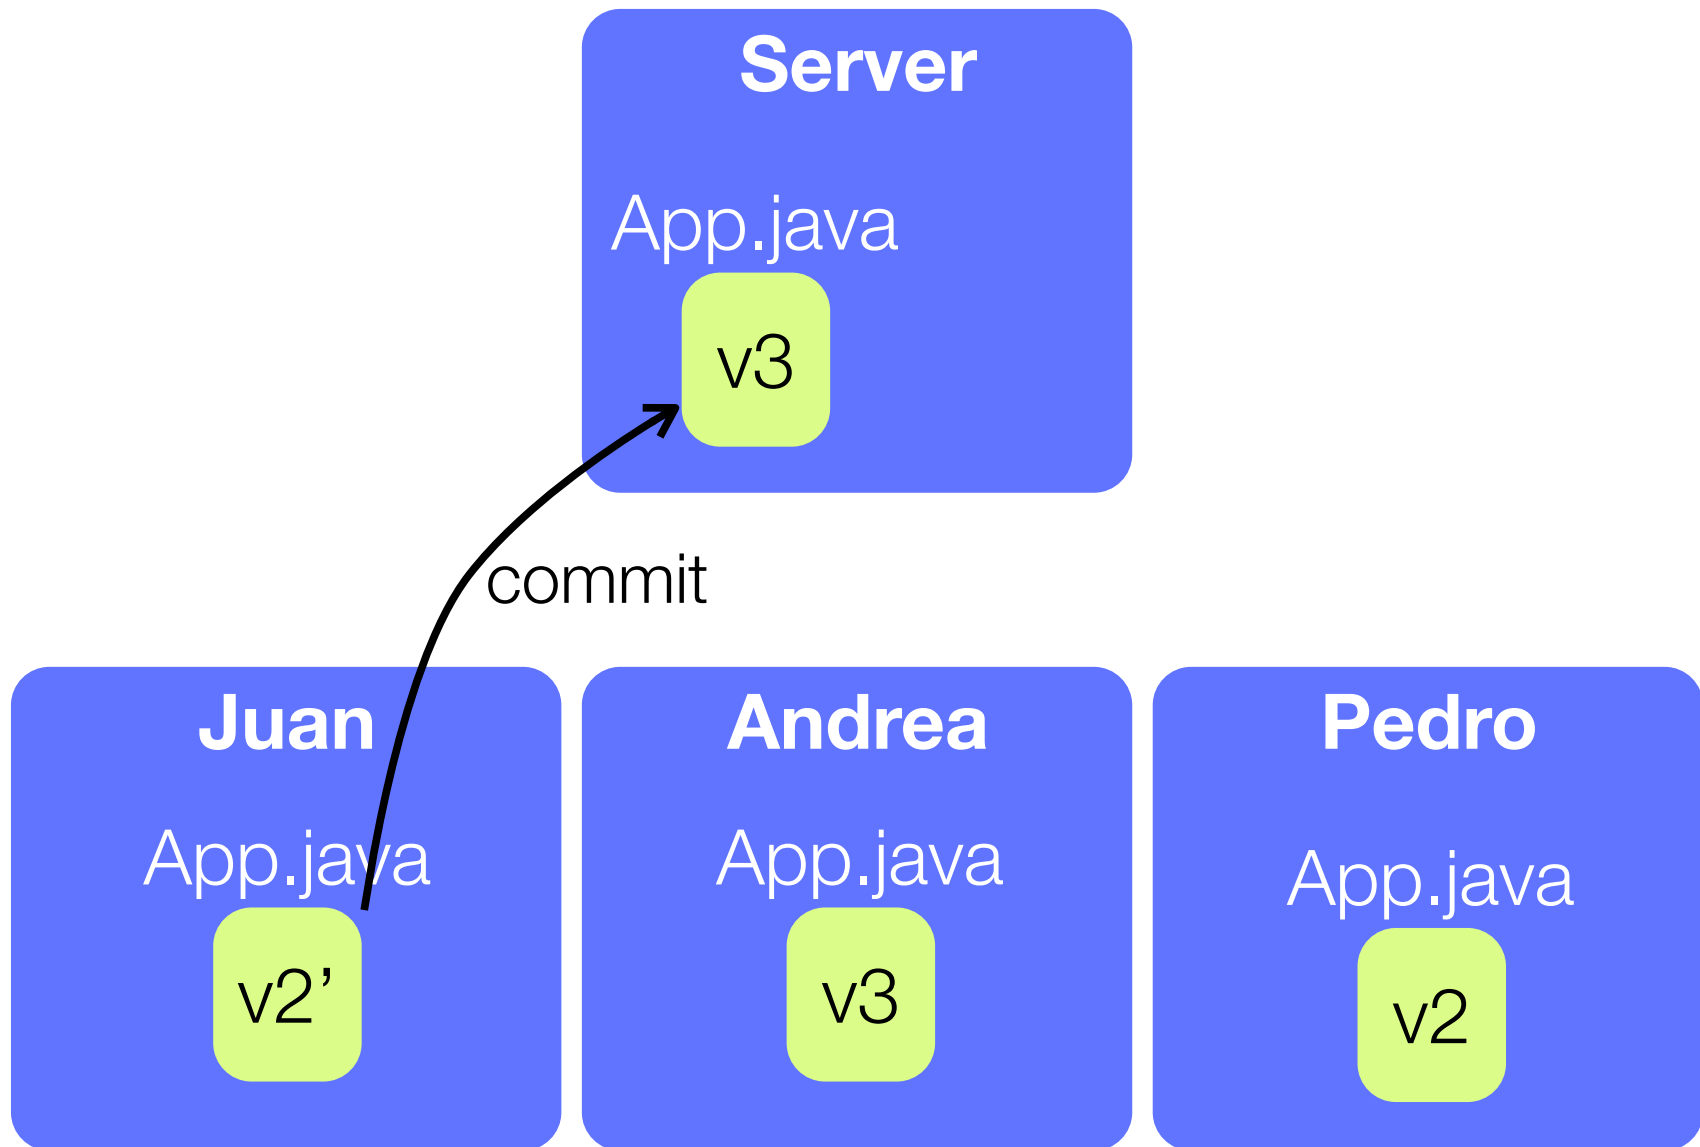 Server
App.java
v3
commit
Juan
App.java
v2’
Andrea
App.java
v3
Pedro
App.java
v2